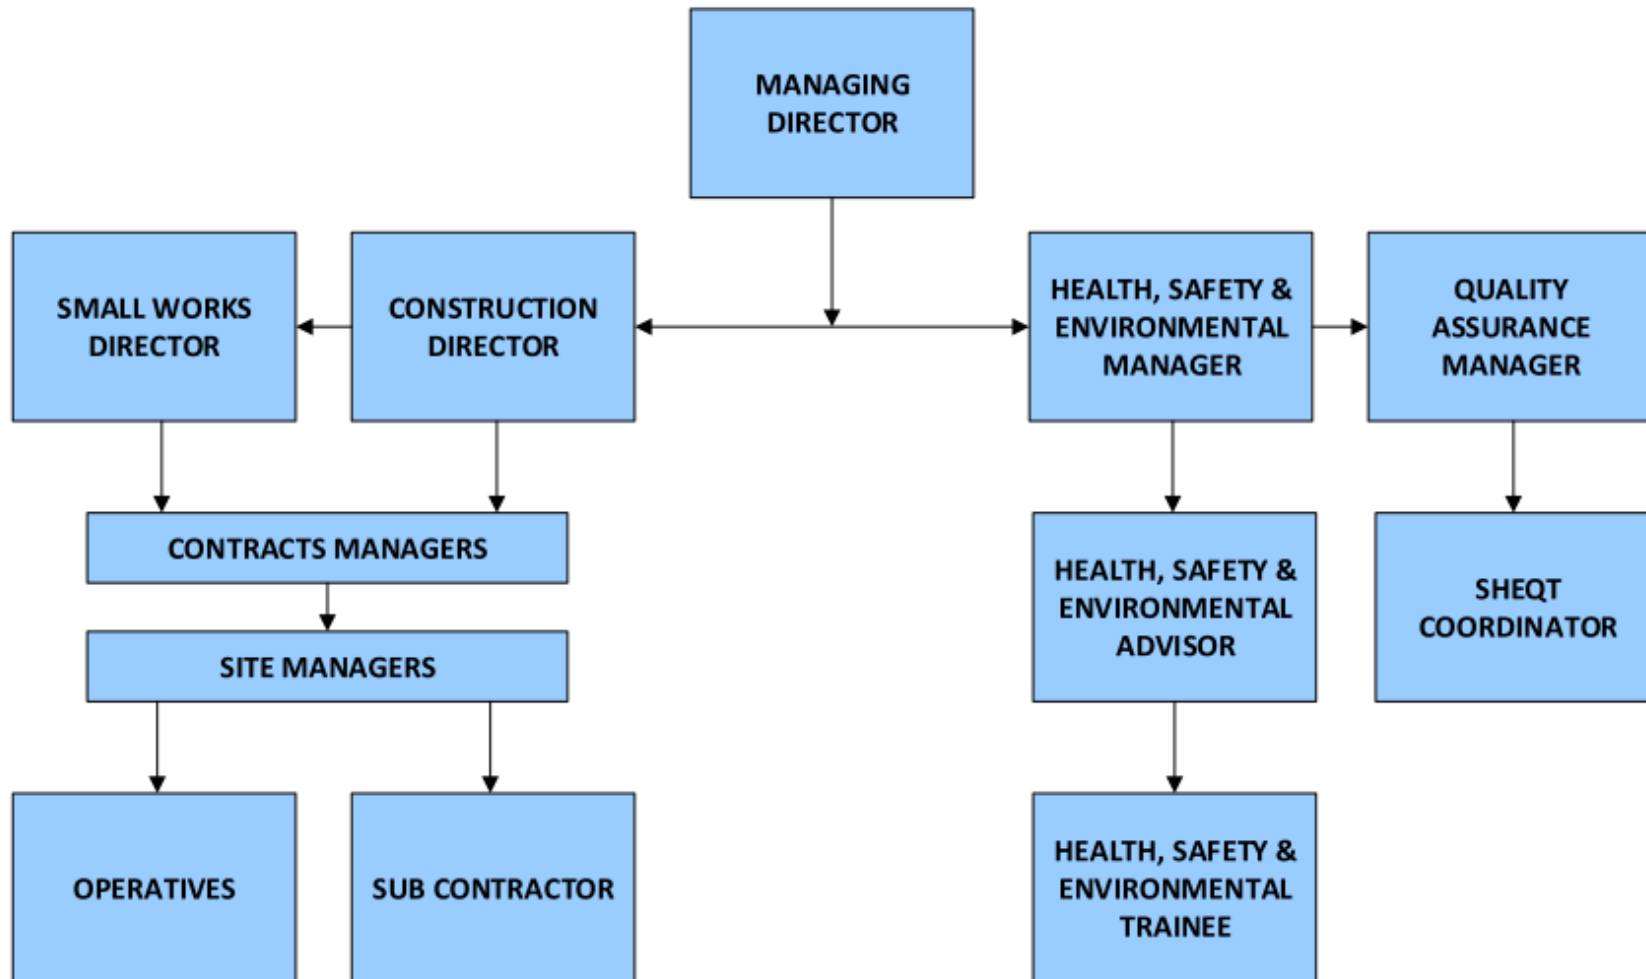 MANAGING
DIRECTOR
SMALL WORKS
DIRECTOR
CONSTRUCTION
DIRECTOR
HEALTH, SAFETY &
ENVIRONMENTAL
MANAGER
QUALITY
ASSURANCE
MANAGER
CONTRACTS MANAGERS
SITE MANAGERS
HEALTH, SAFETY &
ENVIRONMENTAL
ADVISOR
SHEQT
COORDINATOR
OPERATIVES
SUB CONTRACTOR
HEALTH, SAFETY &
ENVIRONMENTAL
TRAINEE